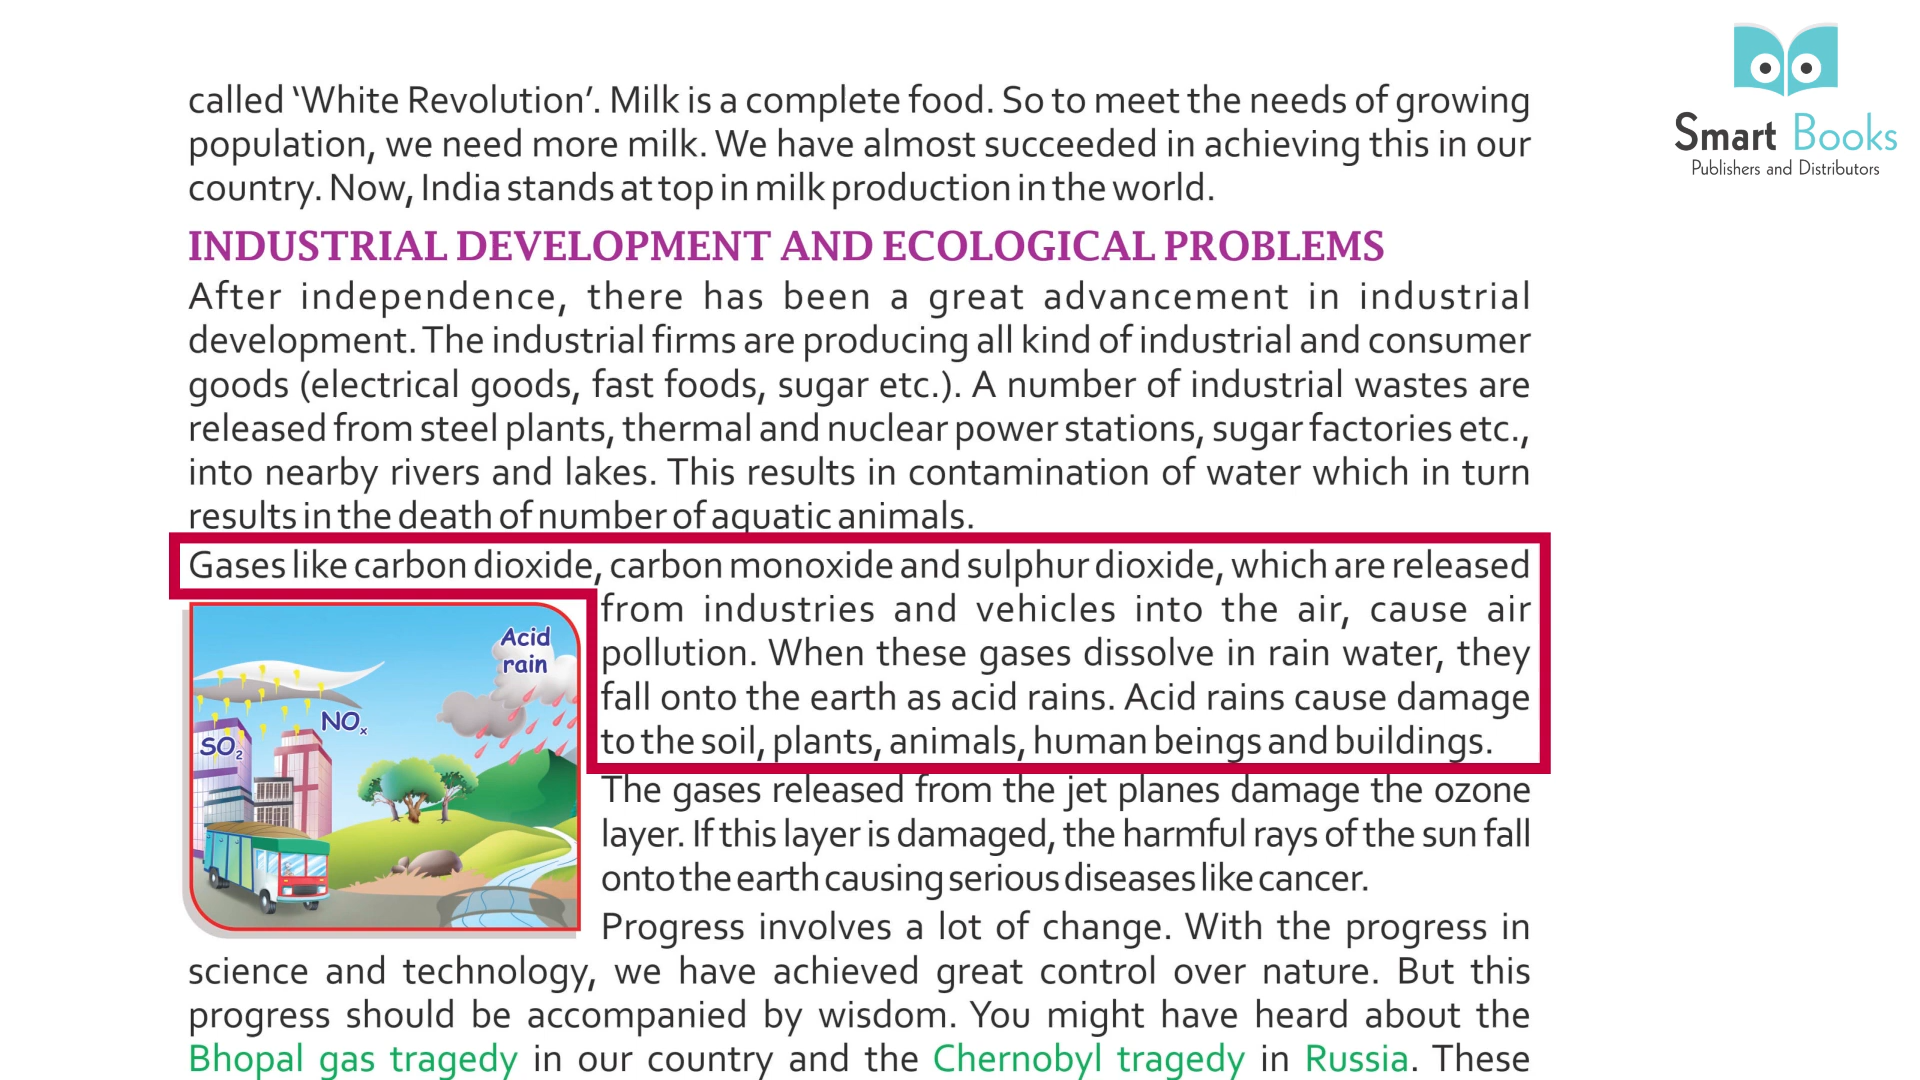 Smart Books
Publishers and Distributors
called ‘White Revolution’. Milk is a complete food. So to meet the needs of growing
population, we need more milk. We have almost succeeded in achieving this in our
country. Now, India stands at top in milk production in the world.
INDUSTRIAL DEVELOPMENT AND ECOLOGICAL PROBLEMS
After independence, there has been a great advancement in industrial
development. The industrial firms are producing all kind of industrial and consumer
goods (electrical goods, fast foods, sugar etc.). A number of industrial wastes are
released from steel plants, thermal and nuclear power stations, sugar factories etc.,
into nearby rivers and lakes. This results in contamination of water which in turn
results in the death of number of aquatic animals.
Gases like carbon dioxide, carbon monoxide and sulphur dioxide, which are released
from industries and vehicles into the air, cause air
pollution. When these gases dissolve in rain water, they
fall onto the earth as acid rains. Acid rains cause damage
to the soil, plants, animals, human beings and buildings.
Acid
rain
NOₓ
SO₂
The gases released from the jet planes damage the ozone
layer. If this layer is damaged, the harmful rays of the sun fall
onto the earth causing serious diseases like cancer.
Progress involves a lot of change. With the progress in
science and technology, we have achieved great control over nature. But this
progress should be accompanied by wisdom. You might have heard about the
Bhopal gas tragedy in our country and the Chernobyl tragedy in Russia. These